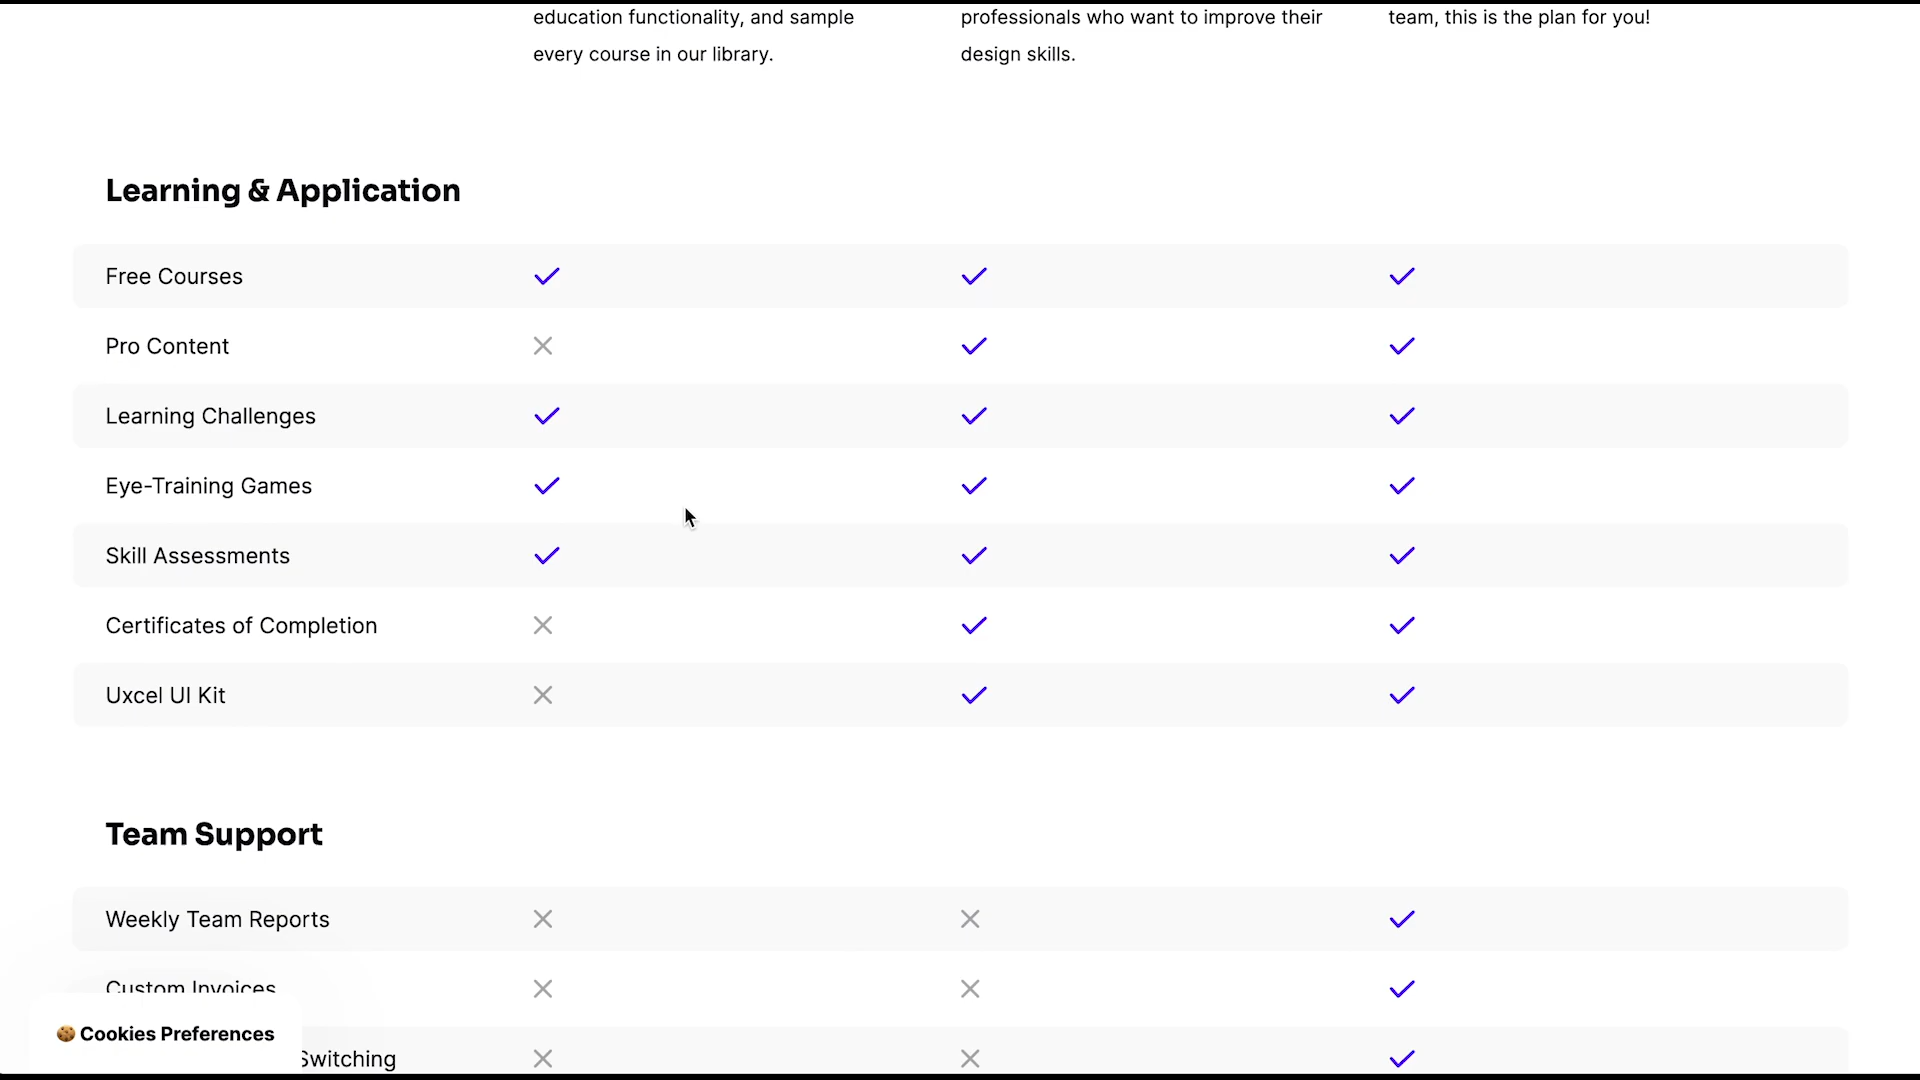 education functionality, and sample
every course in our library.
professionals who want to improve their
design skills.
team, this is the plan for you!
Learning & Application
Free Courses
Pro Content
Learning Challenges
Eye-Training Games
Skill Assessments
Certificates of Completion
Uxcel UI Kit
Team Support
Weekly Team Reports
Custom Invoices
Switching
Cookies Preferences